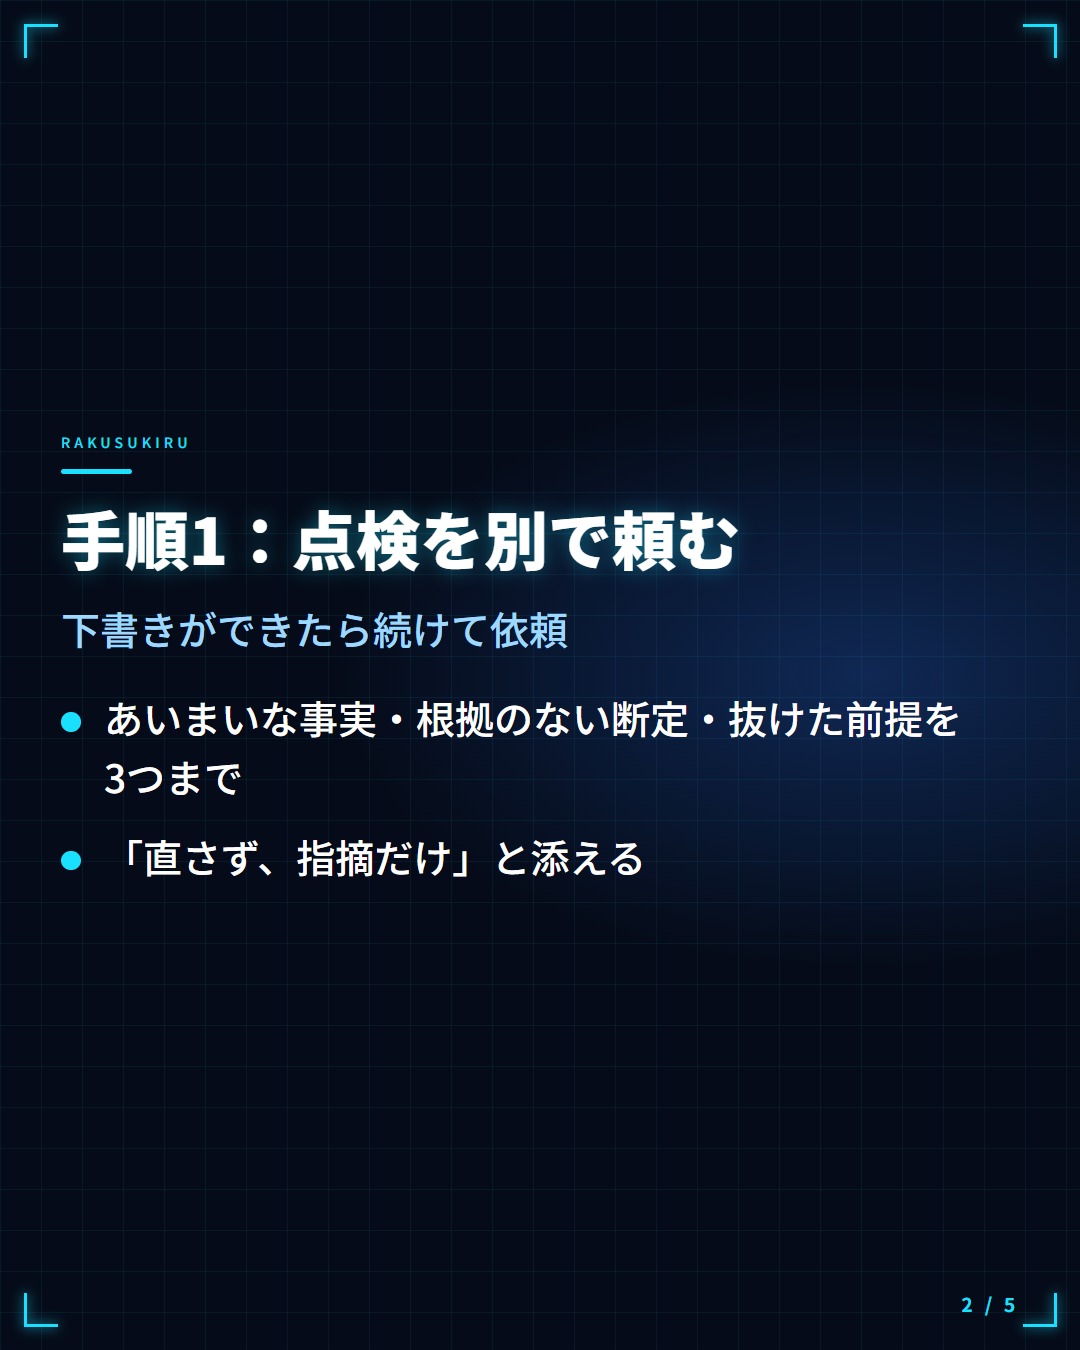 RAKUSUKIRU
手順1：点検を別で頼む
下書きができたら続けて依頼
あいまいな事実・根拠のない断定・抜けた前提を
3つまで
「直さず、指摘だけ」と添える
2 / 5